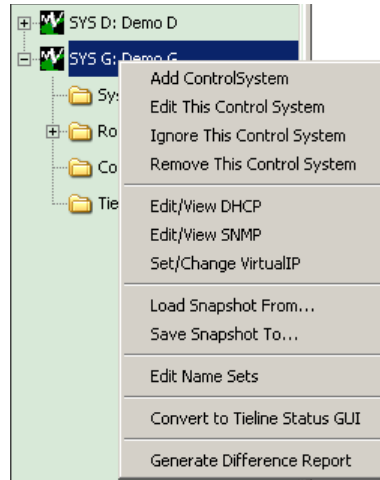 SYS D: Demo D
SYS G: Demo G
Add ControlSystem
Edit This Control System
Ignore This Control System
Remove This Control System
Edit/View DHCP
Edit/View SNMP
Set/Change VirtualIP
Load Snapshot From...
Save Snapshot To...
Edit Name Sets
Convert to Tieline Status GUI
Generate Difference Report